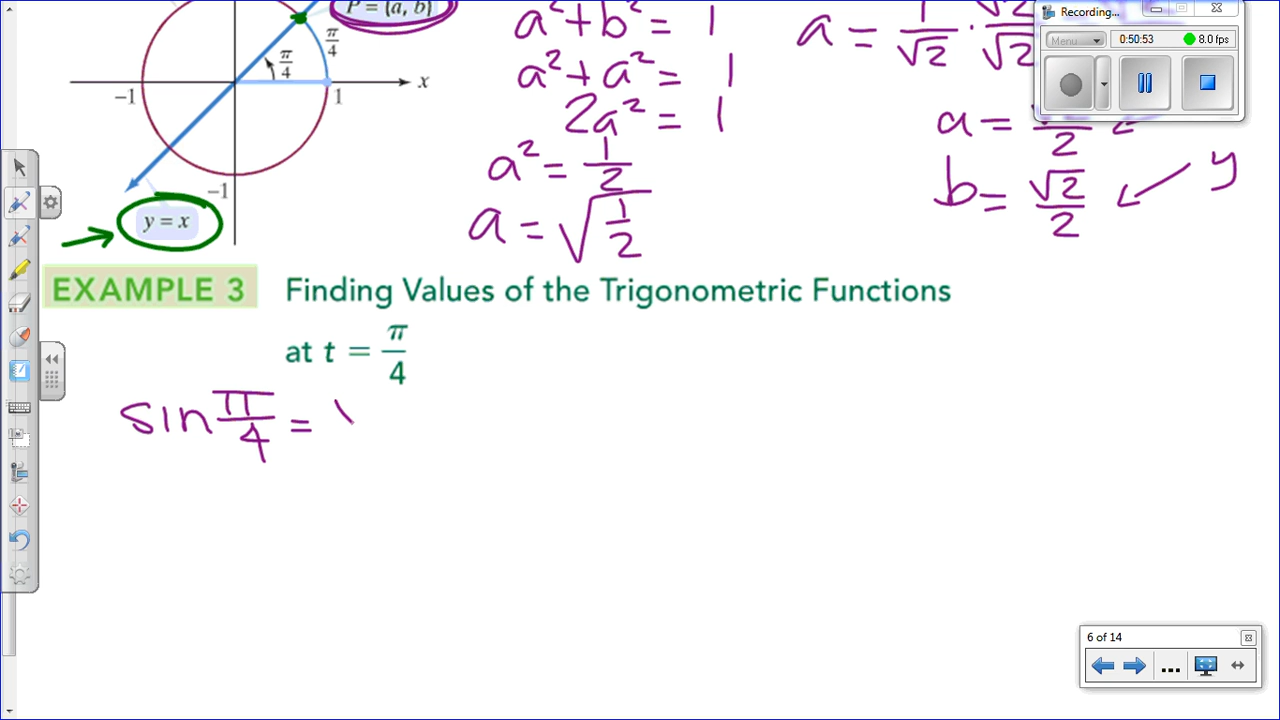 P = (a, b)
π/4
π/4
x
−1
1
−1
y = x
a² + b² = 1
a² + a² = 1
2a² = 1
a² = 1/2
a = √(1/2)
a = 1/√2 · √2/√2
a = √2/2
b = √2/2
y
Recording...
Menu
0:50:53
8.0 fps
EXAMPLE 3 Finding Values of the Trigonometric Functions
at t = π/4
sin π/4 =
6 of 14